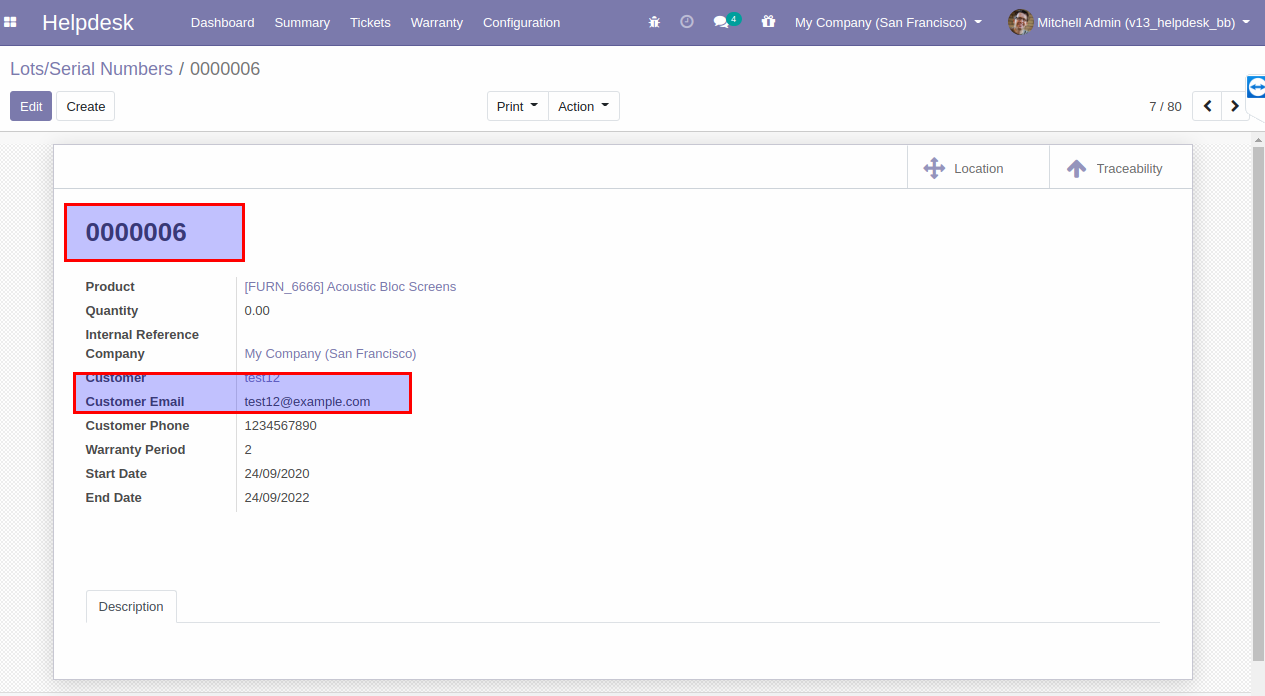 Helpdesk Dashboard Summary Tickets Warranty Configuration 4 My Company (San Francisco) Mitchell Admin (v13_helpdesk_bb)
Lots/Serial Numbers / 0000006
Edit Create Print Action 7 / 80
Location Traceability
0000006
Product [FURN_6666] Acoustic Bloc Screens
Quantity 0.00
Internal Reference
Company My Company (San Francisco)
Customer test12
Customer Email test12@example.com
Customer Phone 1234567890
Warranty Period 2
Start Date 24/09/2020
End Date 24/09/2022
Description